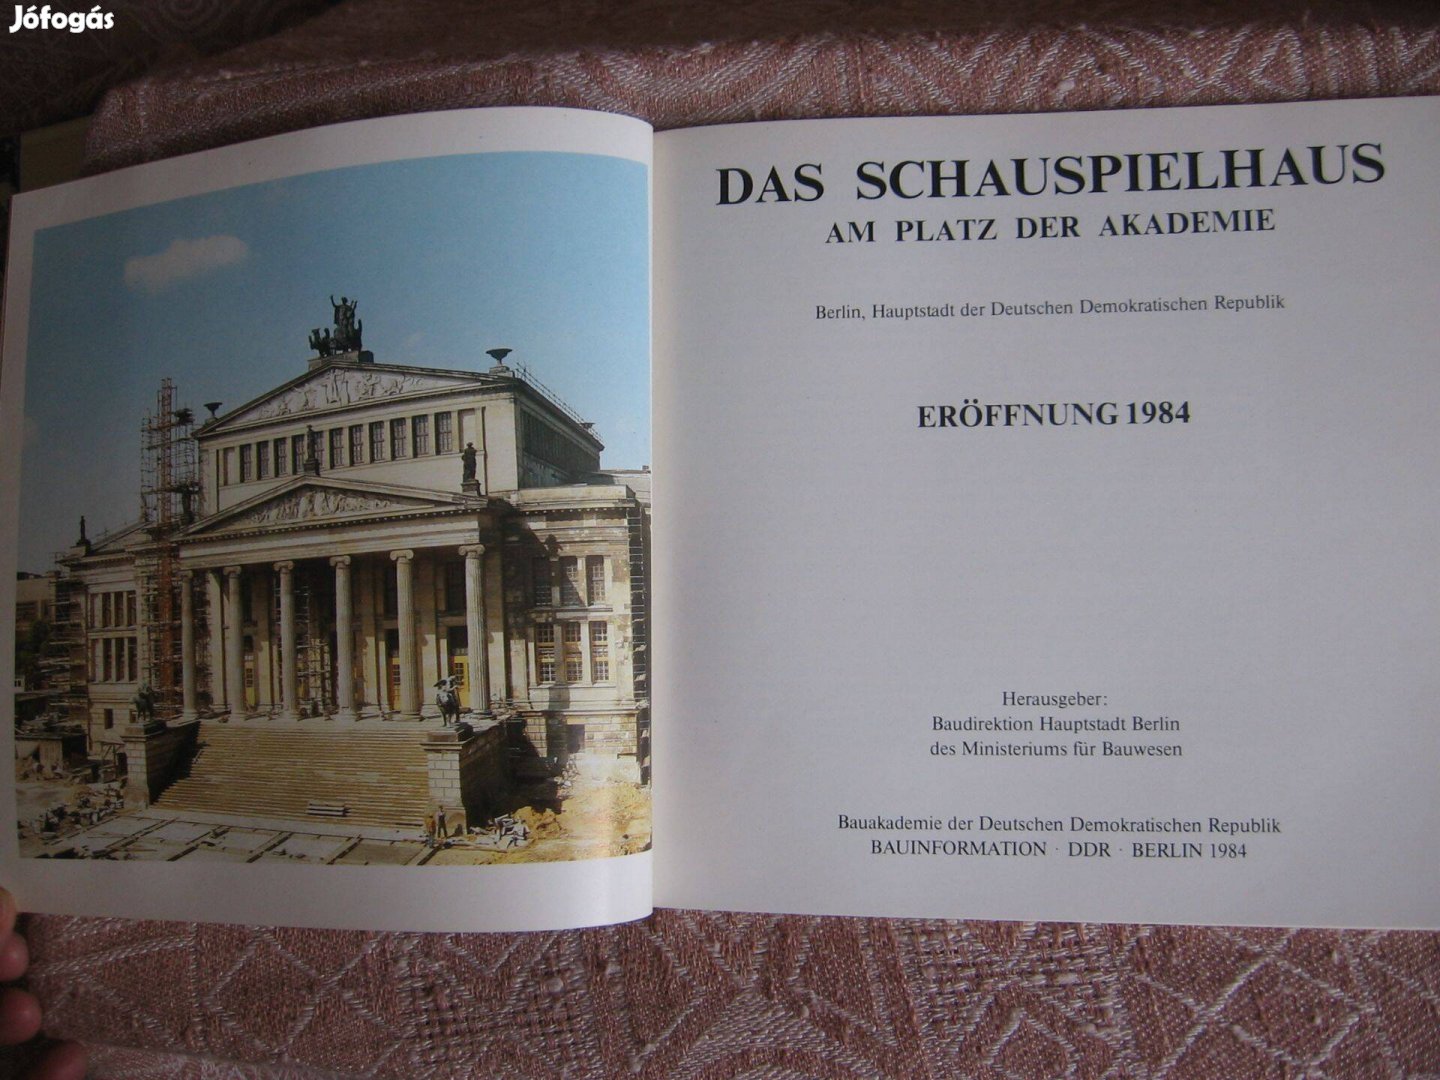 Jófogás
DAS SCHAUSPIELHAUS
AM PLATZ DER AKADEMIE
Berlin, Hauptstadt der Deutschen Demokratischen Republik
ERÖFFNUNG 1984
Herausgeber:
Baudirektion Hauptstadt Berlin
des Ministeriums für Bauwesen
Bauakademie der Deutschen Demokratischen Republik
BAUINFORMATION · DDR · BERLIN 1984